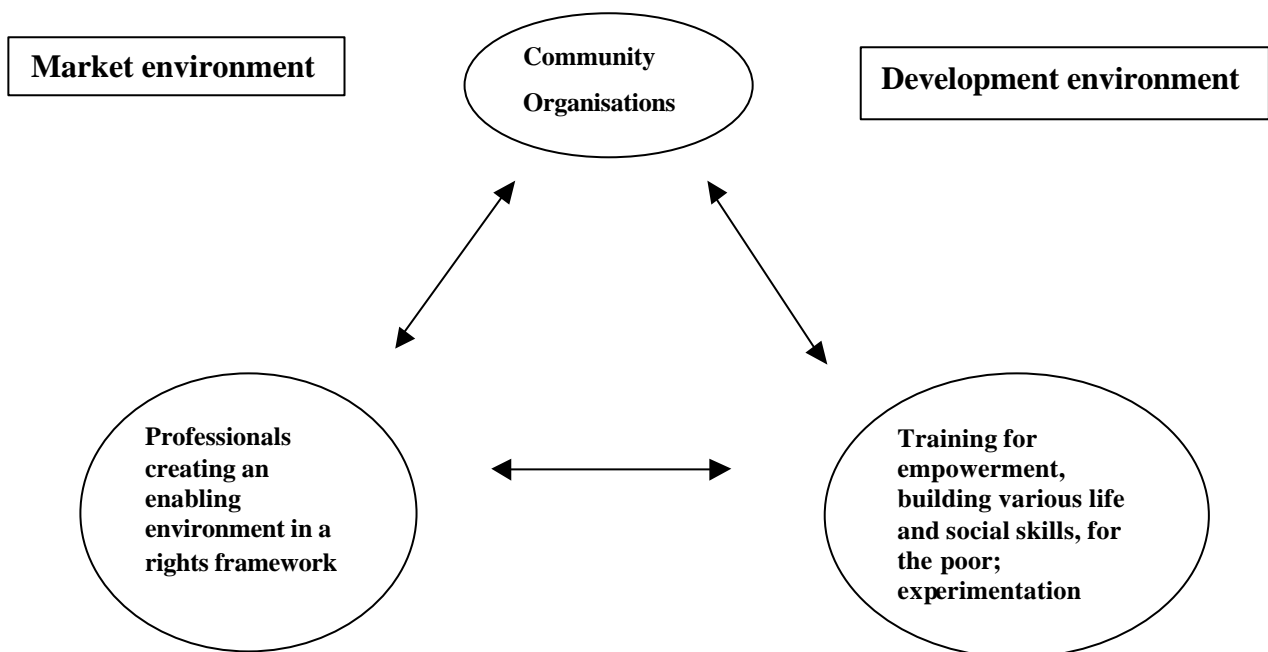 Market environment
Community
Organisations
Development environment
Professionals
creating an
enabling
environment in a
rights framework
Training for
empowerment,
building various life
and social skills, for
the poor;
experimentation